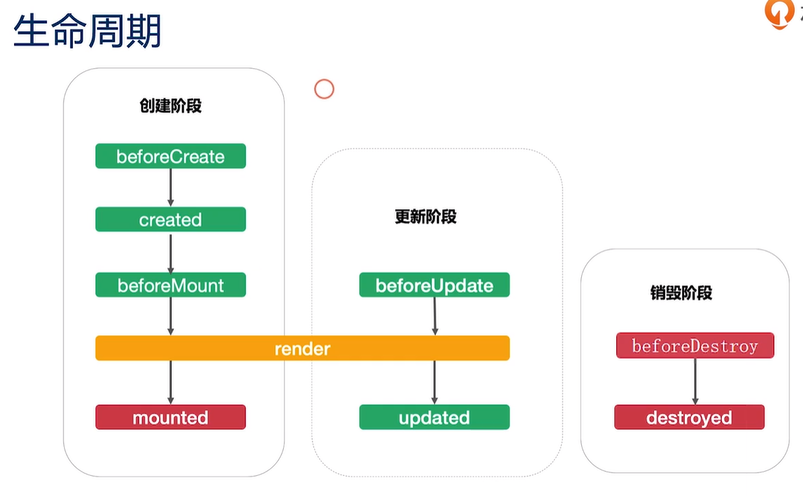 生命周期
创建阶段
beforeCreate
created
beforeMount
render
mounted
更新阶段
beforeUpdate
updated
销毁阶段
beforeDestroy
destroyed